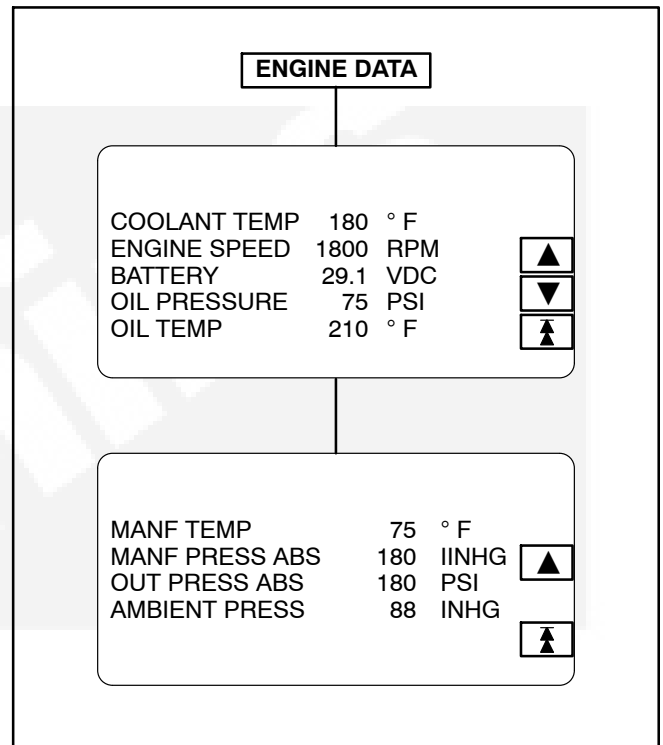 ENGINE DATA
COOLANT TEMP 180 ° F
ENGINE SPEED 1800 RPM
BATTERY 29.1 VDC
OIL PRESSURE 75 PSI
OIL TEMP 210 ° F
MANF TEMP 75 ° F
MANF PRESS ABS 180 IINHG
OUT PRESS ABS 180 PSI
AMBIENT PRESS 88 INHG